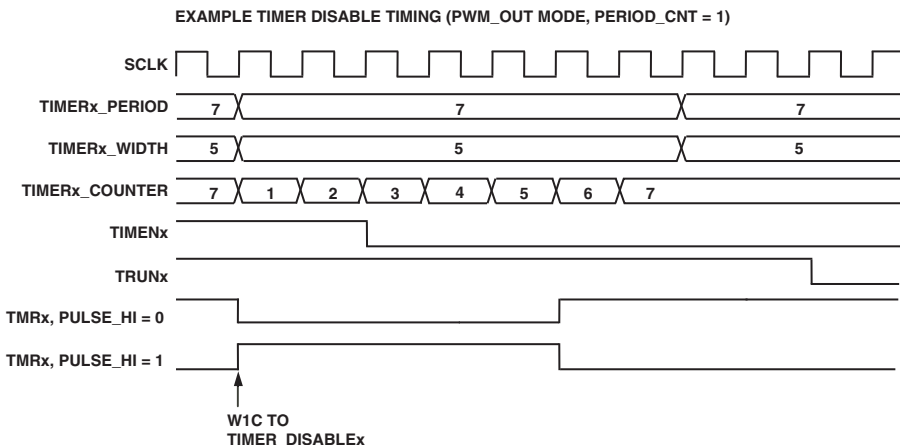 EXAMPLE TIMER DISABLE TIMING (PWM_OUT MODE, PERIOD_CNT = 1)
SCLK
TIMERx_PERIOD 7 7 7
TIMERx_WIDTH 5 5 5
TIMERx_COUNTER 7 1 2 3 4 5 6 7
TIMENx
TRUNx
TMRx, PULSE_HI = 0
TMRx, PULSE_HI = 1
W1C TO
TIMER_DISABLEx